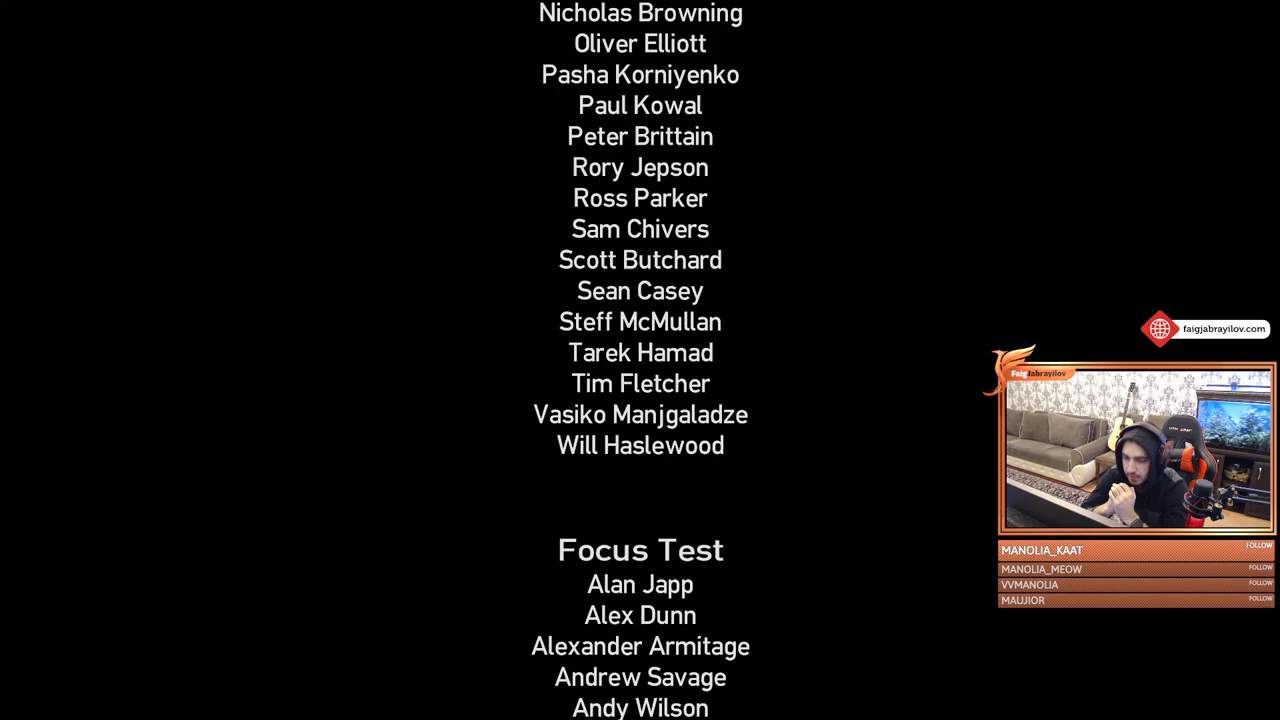 Nicholas Browning
Oliver Elliott
Pasha Korniyenko
Paul Kowal
Peter Brittain
Rory Jepson
Ross Parker
Sam Chivers
Scott Butchard
Sean Casey
Steff McMullan
Tarek Hamad
Tim Fletcher
Vasiko Manjgaladze
Will Haslewood
Focus Test
Alan Japp
Alex Dunn
Alexander Armitage
Andrew Savage
Andy Wilson
faigjabrayilov.com
FaigJabrayilov
MANOLIA_KAAT FOLLOW
MANOLIA_MEOW FOLLOW
VVMANOLIA FOLLOW
MAUJIOR FOLLOW